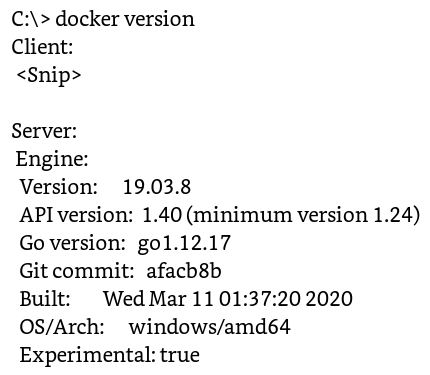 C:\> docker version
Client:
<Snip>
Server:
Engine:
Version: 19.03.8
API version: 1.40 (minimum version 1.24)
Go version: go1.12.17
Git commit: afacb8b
Built: Wed Mar 11 01:37:20 2020
OS/Arch: windows/amd64
Experimental: true